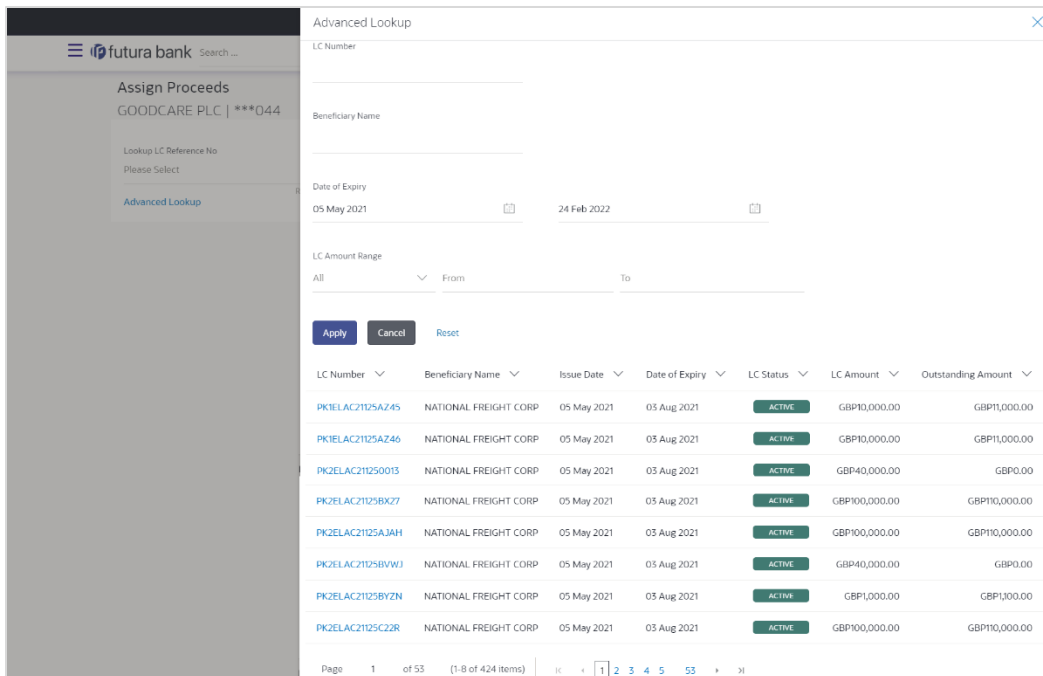 Advanced Lookup
futura bank Search ...
LC Number
Assign Proceeds
GOODCARE PLC | ***044
Beneficiary Name
Lookup LC Reference No
Please Select
Advanced Lookup
Date of Expiry
05 May 2021 24 Feb 2022
LC Amount Range
All From To
Apply Cancel Reset
LC Number Beneficiary Name Issue Date Date of Expiry LC Status LC Amount Outstanding Amount
PK1ELAC21125AZ45 NATIONAL FREIGHT CORP 05 May 2021 03 Aug 2021 ACTIVE GBP10,000.00 GBP11,000.00
PK1ELAC21125AZ46 NATIONAL FREIGHT CORP 05 May 2021 03 Aug 2021 ACTIVE GBP10,000.00 GBP11,000.00
PK2ELAC211250013 NATIONAL FREIGHT CORP 05 May 2021 03 Aug 2021 ACTIVE GBP40,000.00 GBP0.00
PK2ELAC21125BX27 NATIONAL FREIGHT CORP 05 May 2021 03 Aug 2021 ACTIVE GBP100,000.00 GBP110,000.00
PK2ELAC21125AJAH NATIONAL FREIGHT CORP 05 May 2021 03 Aug 2021 ACTIVE GBP100,000.00 GBP110,000.00
PK2ELAC21125BVWJ NATIONAL FREIGHT CORP 05 May 2021 03 Aug 2021 ACTIVE GBP40,000.00 GBP0.00
PK2ELAC21125BYZN NATIONAL FREIGHT CORP 05 May 2021 03 Aug 2021 ACTIVE GBP1,000.00 GBP1,100.00
PK2ELAC21125C22R NATIONAL FREIGHT CORP 05 May 2021 03 Aug 2021 ACTIVE GBP100,000.00 GBP110,000.00
Page 1 of 53 (1-8 of 424 items) 1 2 3 4 5 53